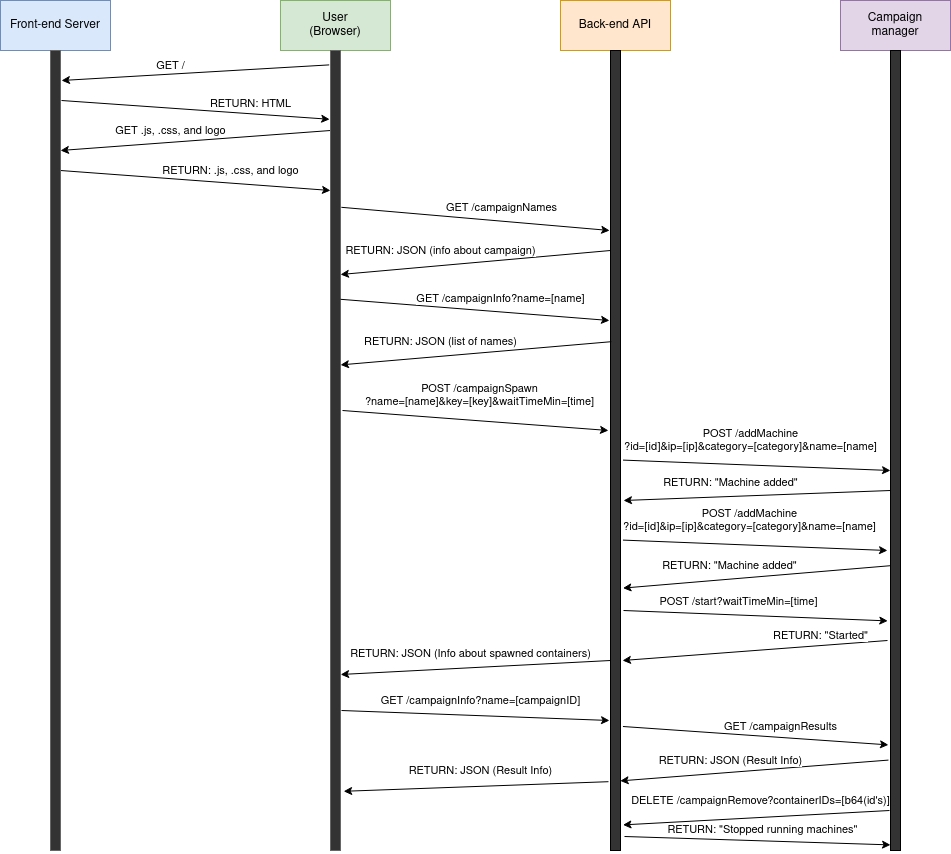 Front-end Server
User
(Browser)
Back-end API
Campaign
manager
GET /
RETURN: HTML
GET .js, .css, and logo
RETURN: .js, .css, and logo
GET /campaignNames
RETURN: JSON (info about campaign)
GET /campaignInfo?name=[name]
RETURN: JSON (list of names)
POST /campaignSpawn
?name=[name]&key=[key]&waitTimeMin=[time]
POST /addMachine
?id=[id]&ip=[ip]&category=[category]&name=[name]
RETURN: "Machine added"
POST /addMachine
?id=[id]&ip=[ip]&category=[category]&name=[name]
RETURN: "Machine added"
POST /start?waitTimeMin=[time]
RETURN: "Started"
RETURN: JSON (Info about spawned containers)
GET /campaignInfo?name=[campaignID]
GET /campaignResults
RETURN: JSON (Result Info)
RETURN: JSON (Result Info)
DELETE /campaignRemove?containerIDs=[b64(id's)]
RETURN: "Stopped running machines"